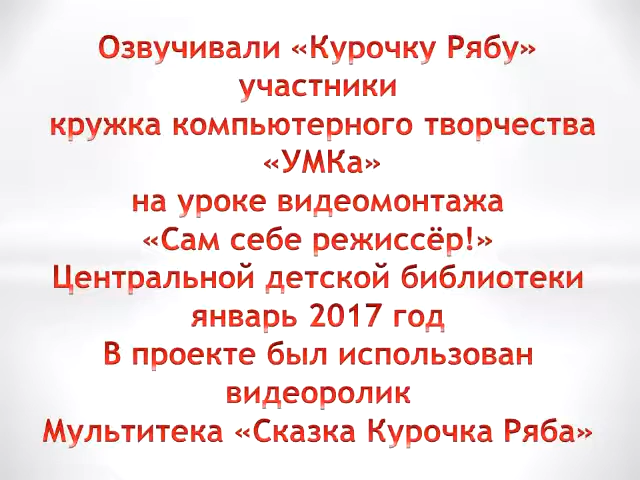 Озвучивали «Курочку Рябу»
участники
кружка компьютерного творчества
«УМКа»
на уроке видеомонтажа
«Сам себе режиссёр!»
Центральной детской библиотеки
январь 2017 год
В проекте был использован
видеоролик
Мультитека «Сказка Курочка Ряба»